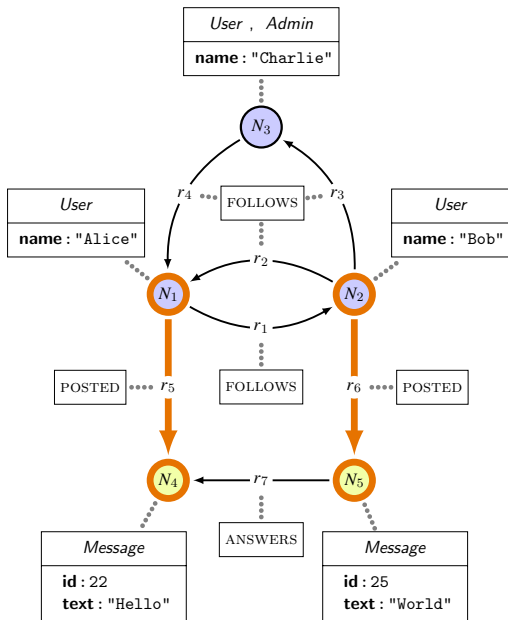 User , Admin
name : "Charlie"
N3
r4
FOLLOWS
r3
User
name : "Alice"
User
name : "Bob"
r2
N1
N2
r1
POSTED
r5
FOLLOWS
r6
POSTED
N4
r7
N5
ANSWERS
Message
id : 22
text : "Hello"
Message
id : 25
text : "World"